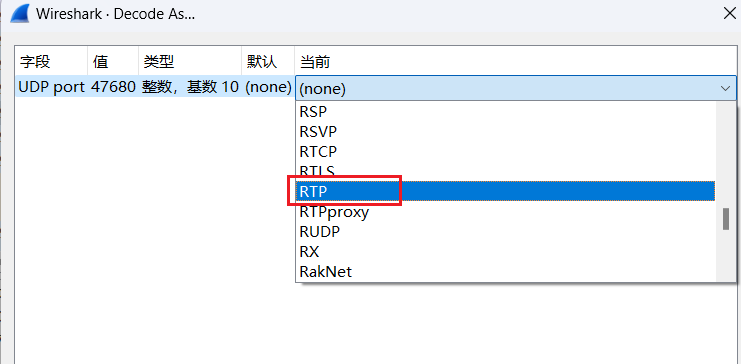 Wireshark · Decode As...
字段 值 类型 默认 当前
UDP port 47680 整数，基数 10 (none) (none)
RSP
RSVP
RTCP
RTLS
RTP
RTPproxy
RUDP
RX
RakNet